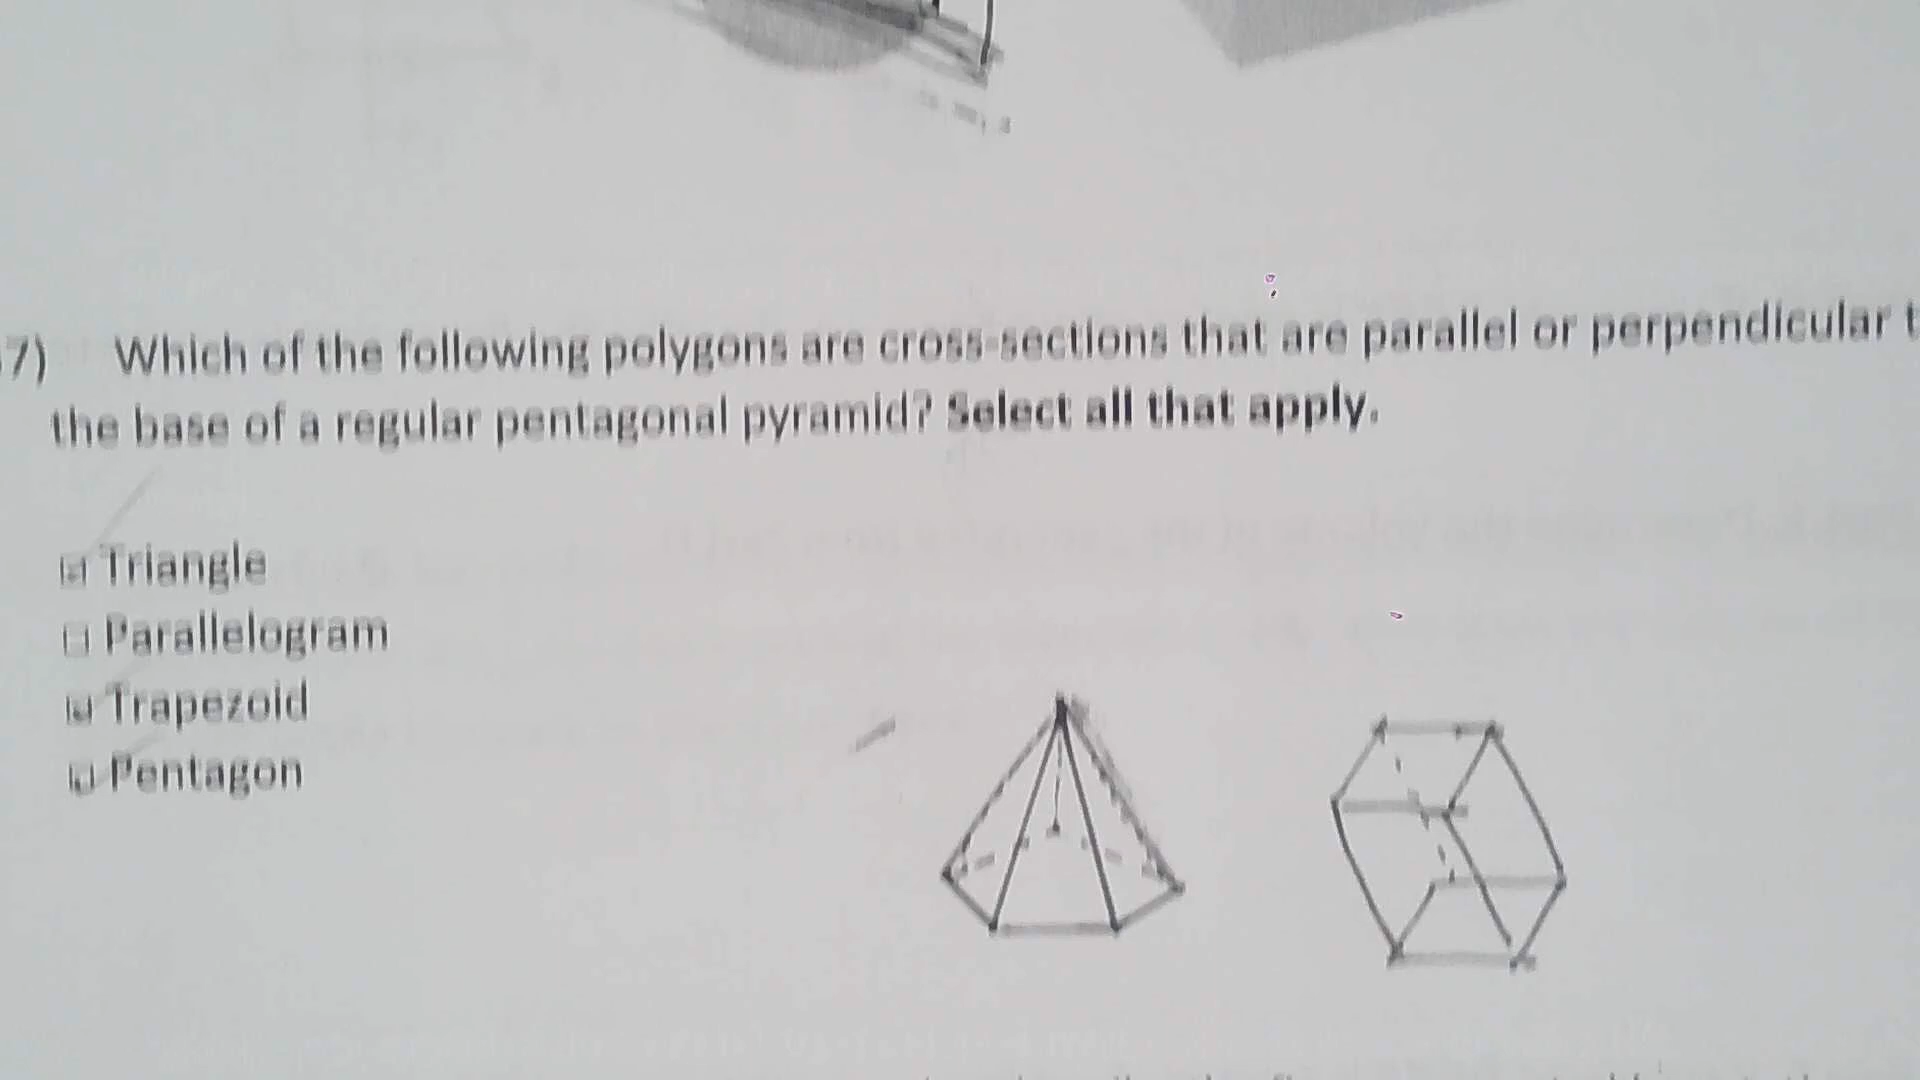 7) Which of the following polygons are cross-sections that are parallel or perpendicular t
the base of a regular pentagonal pyramid? Select all that apply.
Triangle
Parallelogram
Trapezoid
Pentagon